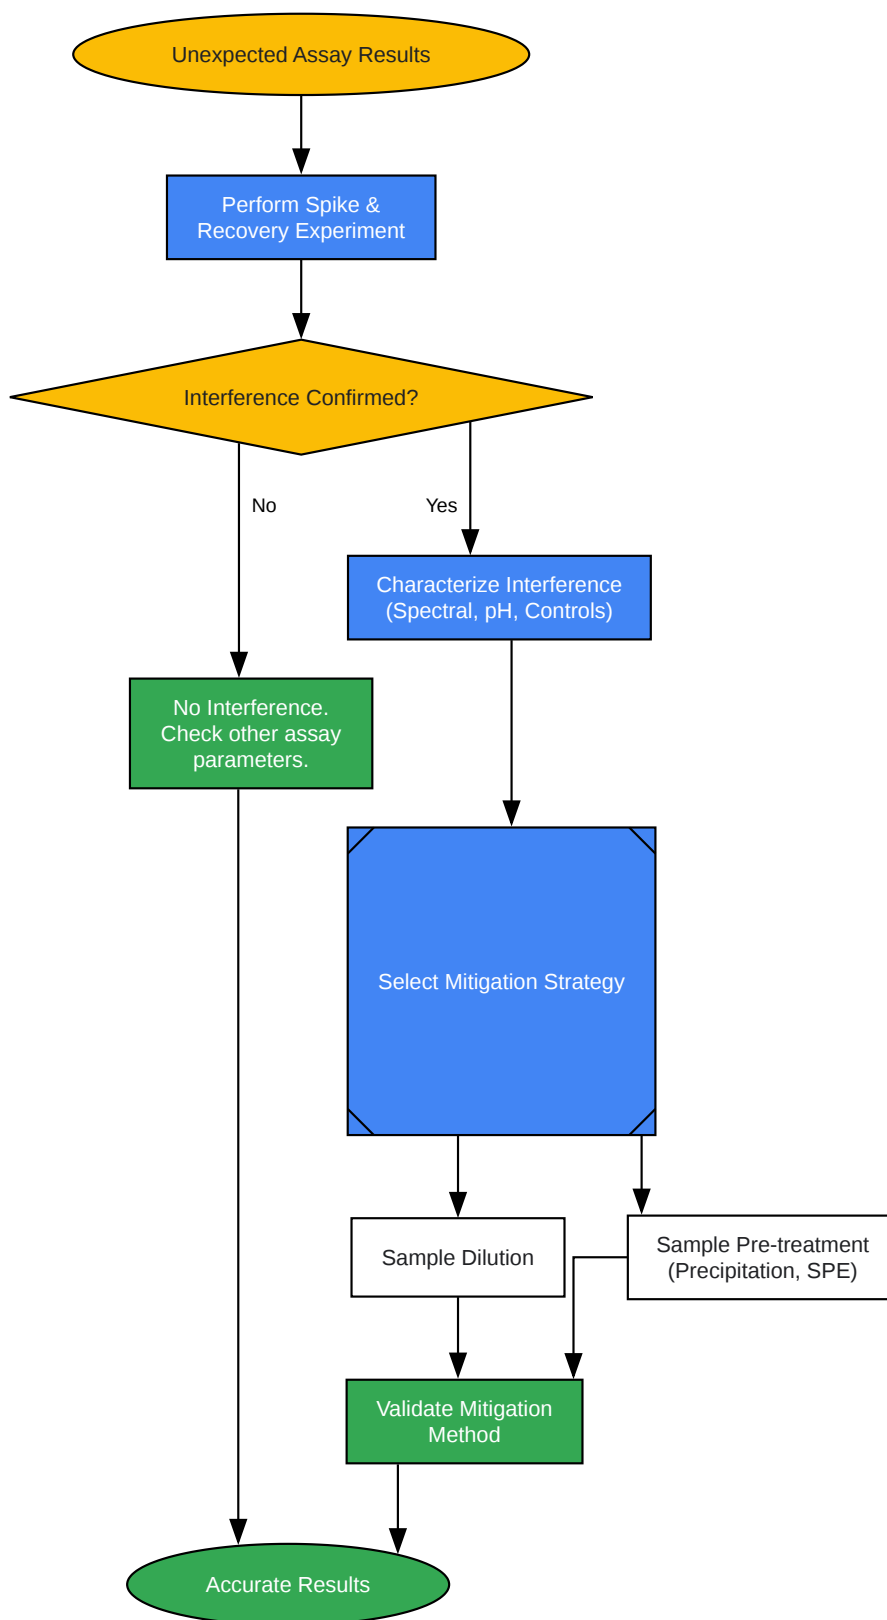 Unexpected Assay Results
Perform Spike &
Recovery Experiment
Interference Confirmed?
No
Yes
Characterize Interference
(Spectral, pH, Controls)
No Interference.
Check other assay
parameters.
Select Mitigation Strategy
Sample Dilution
Sample Pre-treatment
(Precipitation, SPE)
Validate Mitigation
Method
Accurate Results